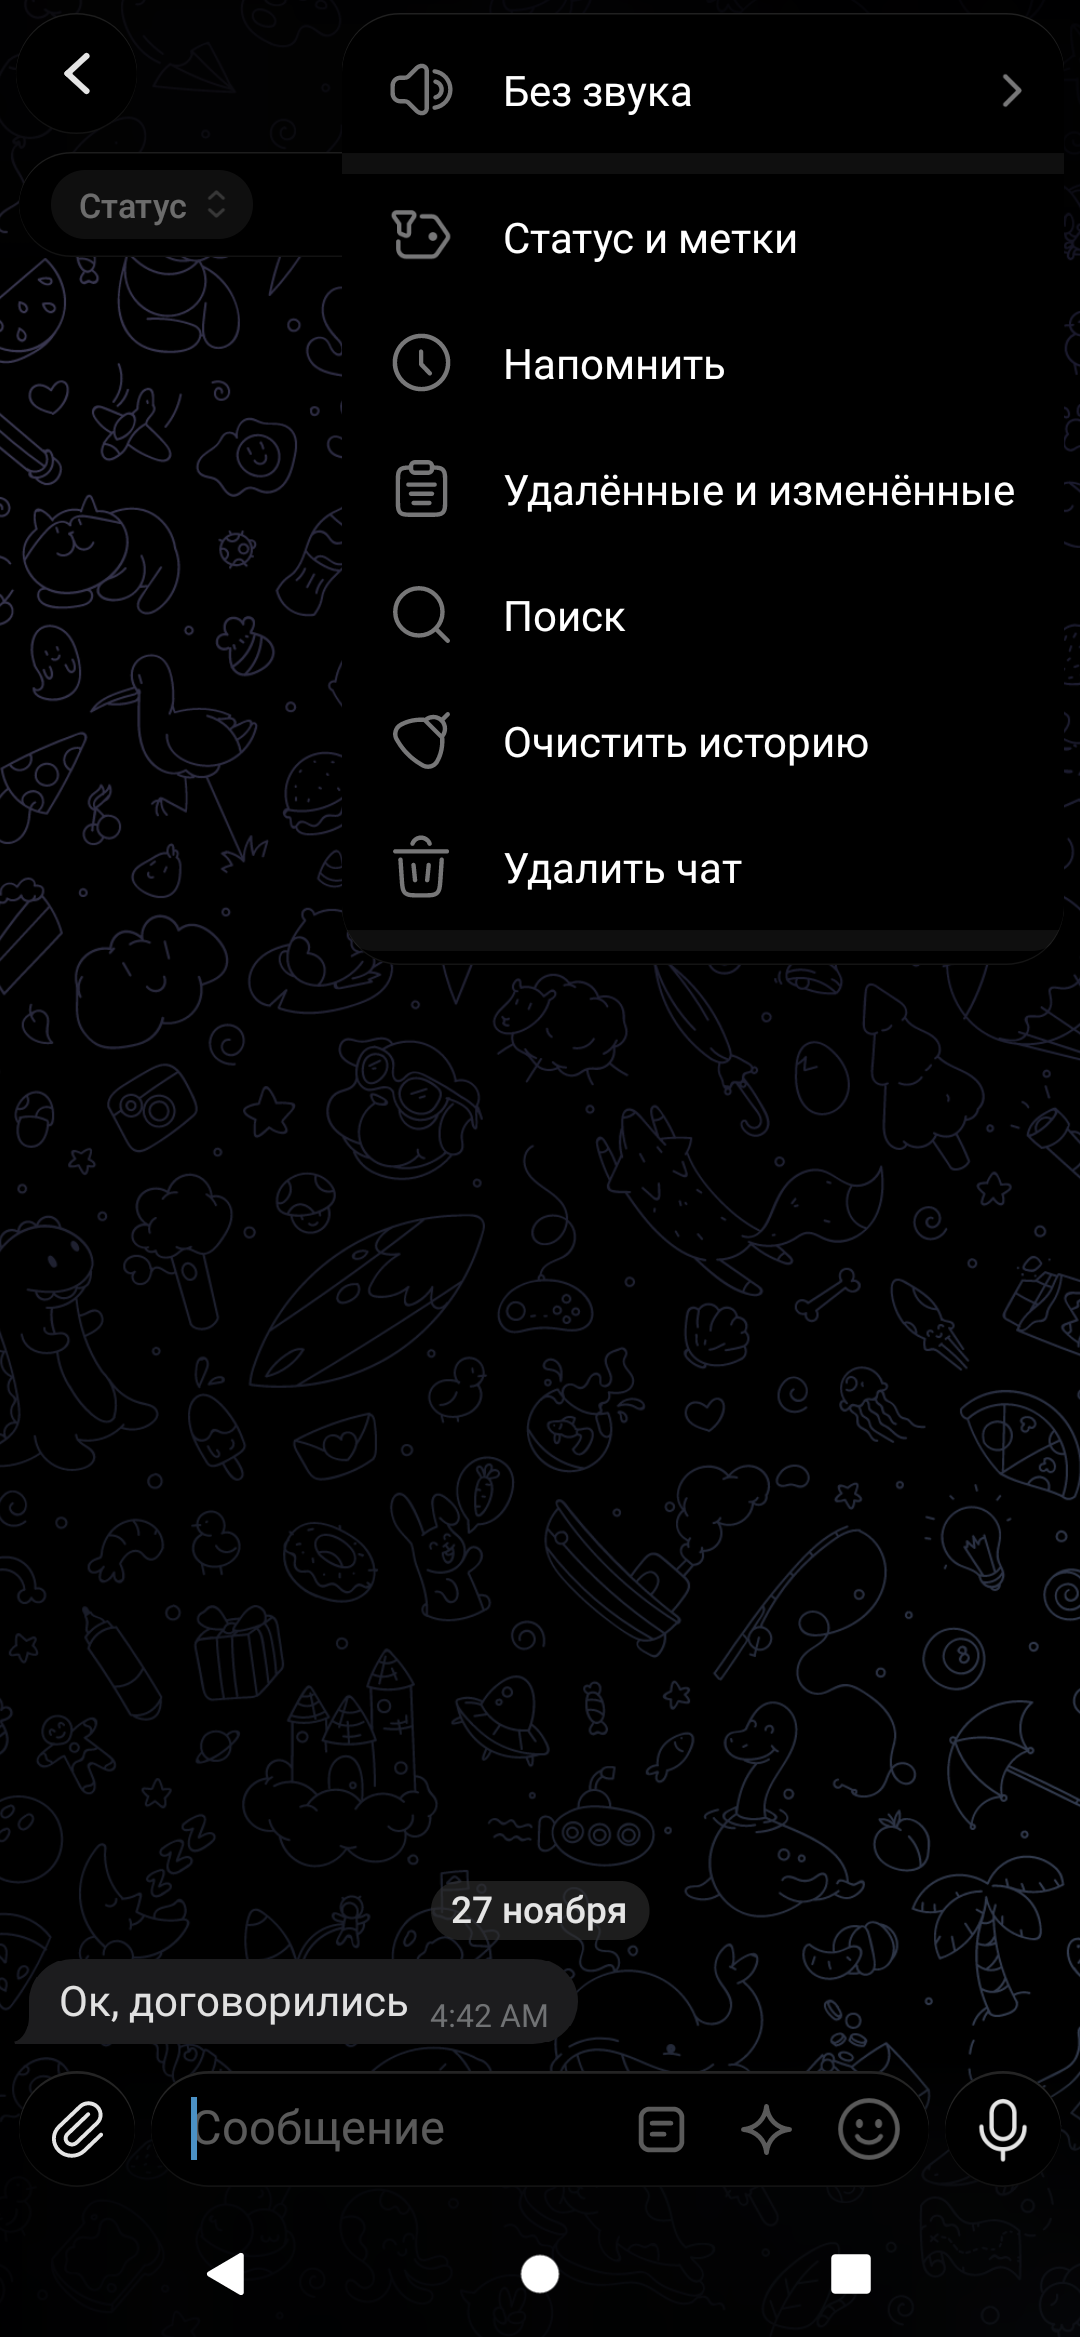 Без звука
Статус
Статус и метки
Напомнить
Удалённые и изменённые
Поиск
Очистить историю
Удалить чат
27 ноября
Ок, договорились 4:42 AM
Сообщение